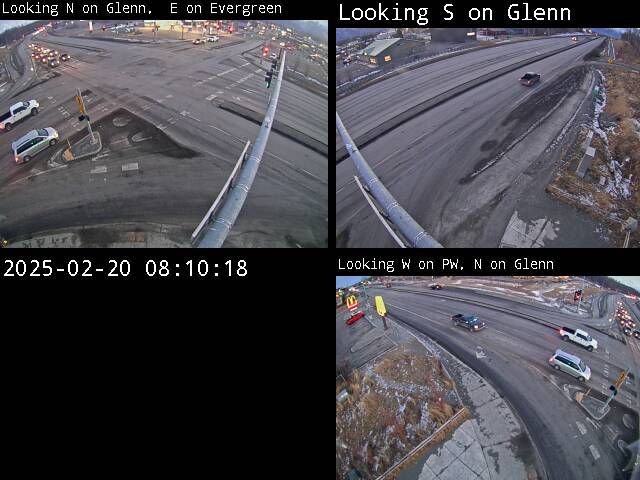 Looking N on Glenn,  E on Evergreen
Looking S on Glenn
2025-02-20 08:10:18
Looking W on PW, N on Glenn